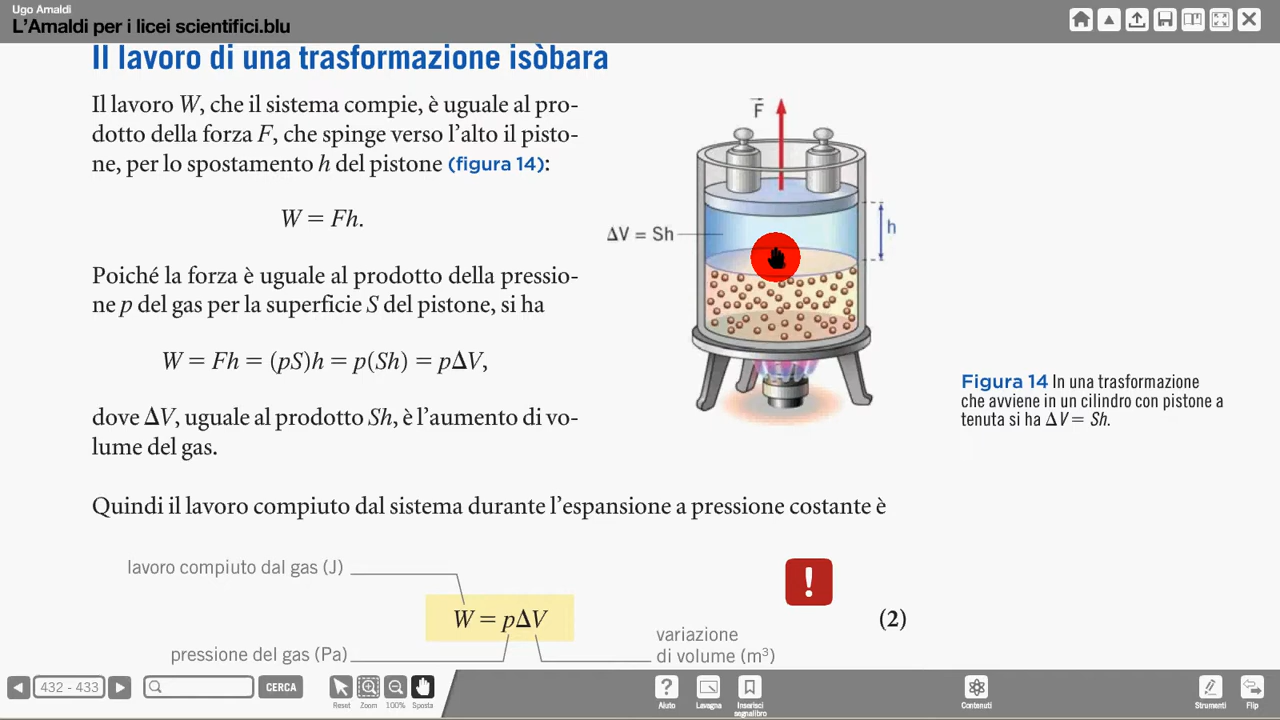 Ugo Amaldi
L'Amaldi per i licei scientifici.blu
Il lavoro di una trasformazione isòbara
Il lavoro W, che il sistema compie, è uguale al pro-
dotto della forza F, che spinge verso l'alto il pisto-
ne, per lo spostamento h del pistone (figura 14):
W = Fh.
Poiché la forza è uguale al prodotto della pressio-
ne p del gas per la superficie S del pistone, si ha
W = Fh = (pS)h = p(Sh) = pΔV,
dove ΔV, uguale al prodotto Sh, è l'aumento di vo-
lume del gas.
F
ΔV = Sh
h
Figura 14 In una trasformazione
che avviene in un cilindro con pistone a
tenuta si ha ΔV = Sh.
Quindi il lavoro compiuto dal sistema durante l'espansione a pressione costante è
lavoro compiuto dal gas (J)
!
W = pΔV
(2)
pressione del gas (Pa)
variazione
di volume (m³)
432 - 433
CERCA
Reset
Zoom
100%
Sposta
?
Aiuto
Lavagna
Inserisci
segnalibro
Contenuti
Strumenti
Flip